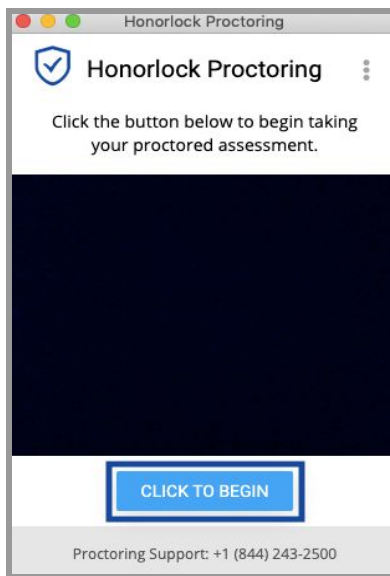 Honorlock Proctoring
Honorlock Proctoring
Click the button below to begin taking
your proctored assessment.
CLICK TO BEGIN
Proctoring Support: +1 (844) 243-2500